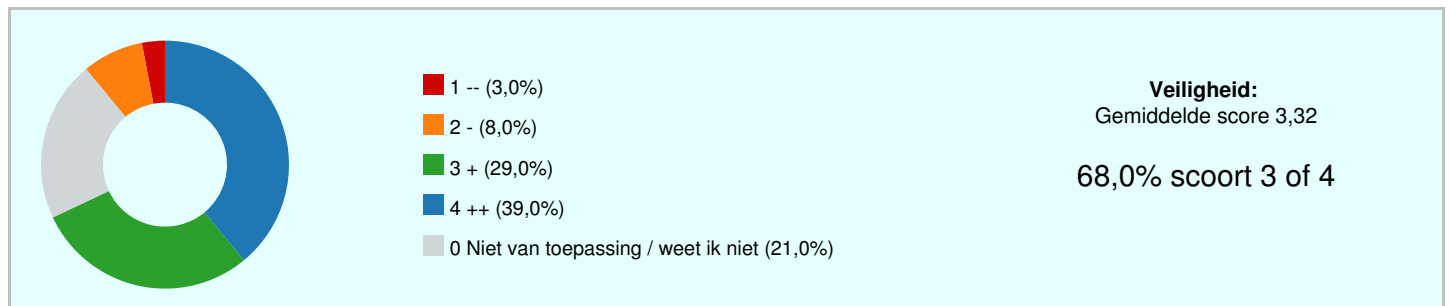 1 -- (3,0%)
2 - (8,0%)
3 + (29,0%)
4 ++ (39,0%)
0 Niet van toepassing / weet ik niet (21,0%)
Veiligheid:
Gemiddelde score 3,32
68,0% scoort 3 of 4